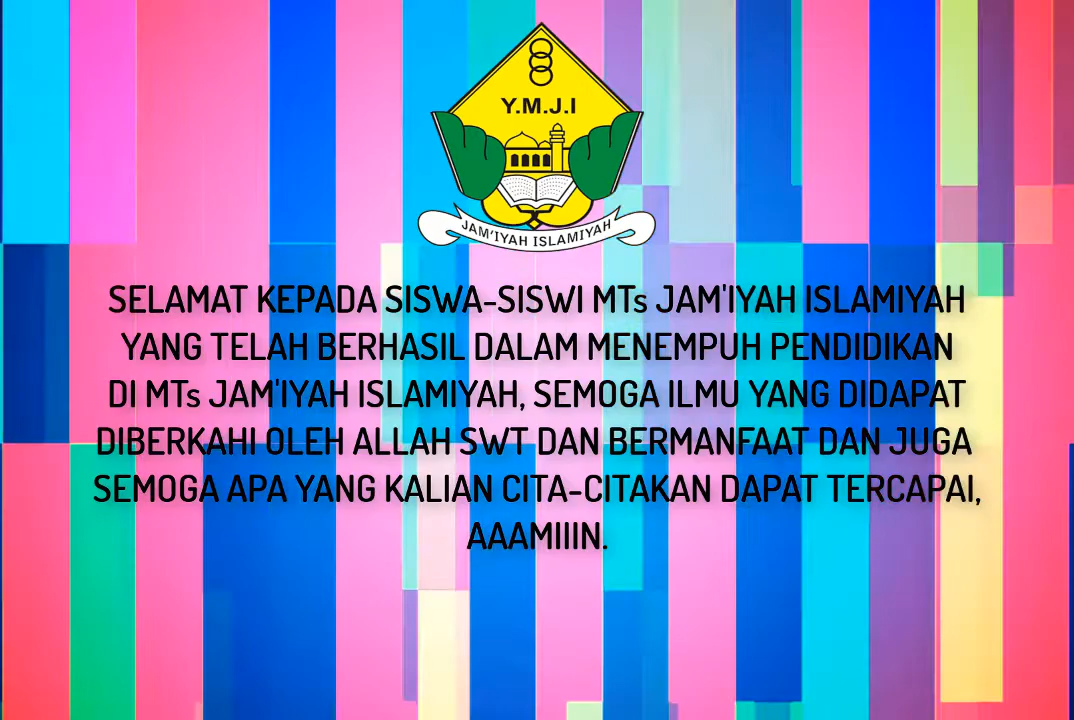 Y.M.J.I
JAM'IYAH ISLAMIYAH
SELAMAT KEPADA SISWA-SISWI MTs JAM'IYAH ISLAMIYAH
YANG TELAH BERHASIL DALAM MENEMPUH PENDIDIKAN
DI MTs JAM'IYAH ISLAMIYAH, SEMOGA ILMU YANG DIDAPAT
DIBERKAHI OLEH ALLAH SWT DAN BERMANFAAT DAN JUGA
SEMOGA APA YANG KALIAN CITA-CITAKAN DAPAT TERCAPAI,
AAAMIIIN.